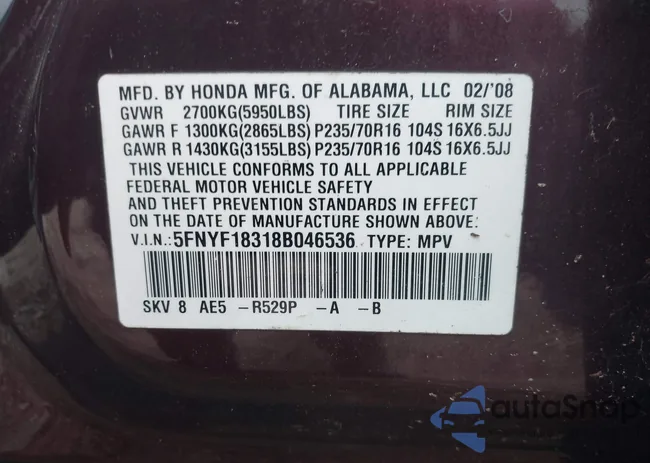 MFD. BY HONDA MFG. OF ALABAMA, LLC 02/'08
GVWR 2700KG(5950LBS) TIRE SIZE RIM SIZE
GAWR F 1300KG(2865LBS) P235/70R16 104S 16X6.5JJ
GAWR R 1430KG(3155LBS) P235/70R16 104S 16X6.5JJ
THIS VEHICLE CONFORMS TO ALL APPLICABLE
FEDERAL MOTOR VEHICLE SAFETY
AND THEFT PREVENTION STANDARDS IN EFFECT
ON THE DATE OF MANUFACTURE SHOWN ABOVE:
V.I.N.:5FNYF18318B046536 TYPE: MPV
SKV 8 AE5 -R529P -A -B
autaSnap